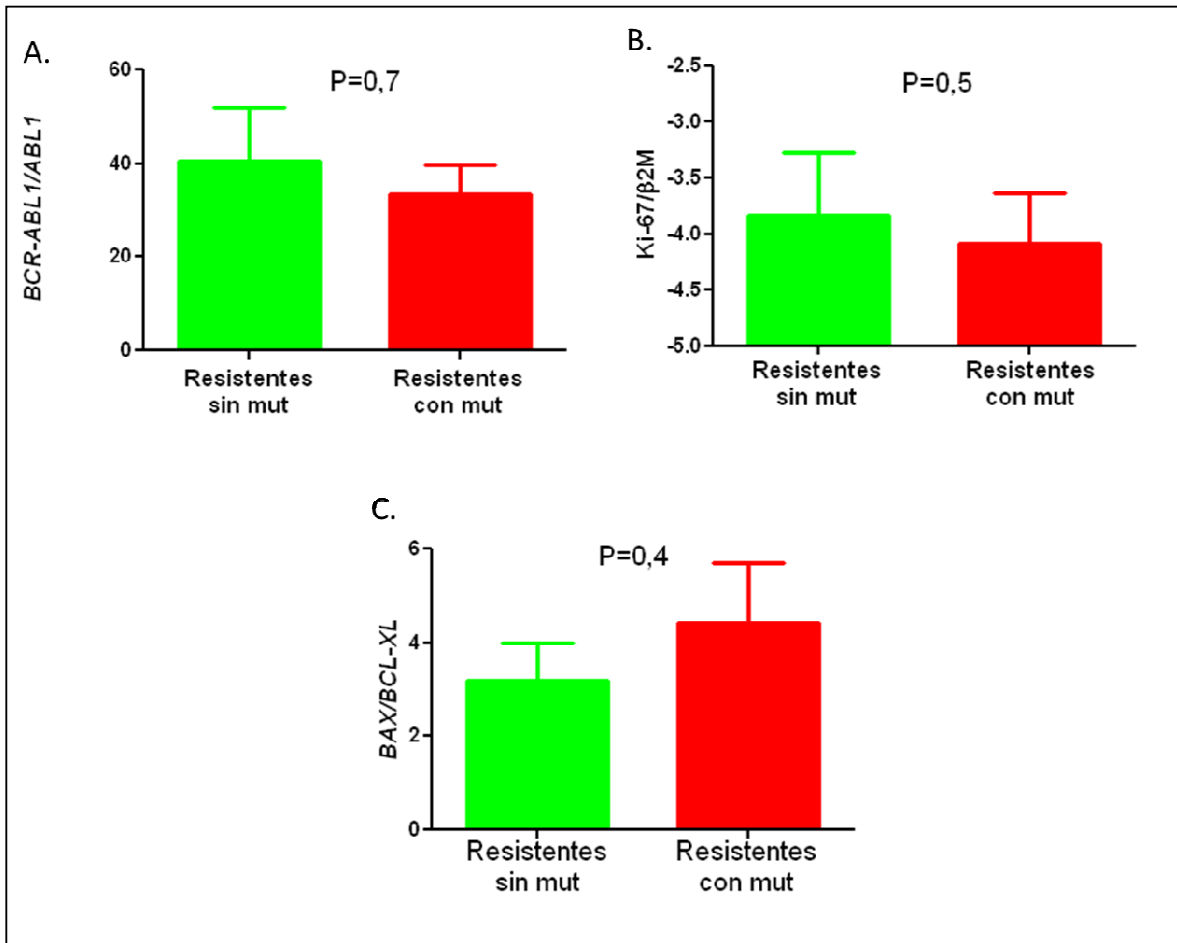 A.
P=0,7
BCR-ABL1/ABL1
60
40
20
0
Resistentes
sin mut
Resistentes
con mut
B.
P=0,5
Ki-67/β2M
-2.5
-3.0
-3.5
-4.0
-4.5
-5.0
Resistentes
sin mut
Resistentes
con mut
C.
P=0,4
BAX/BCL-XL
6
4
2
0
Resistentes
sin mut
Resistentes
con mut